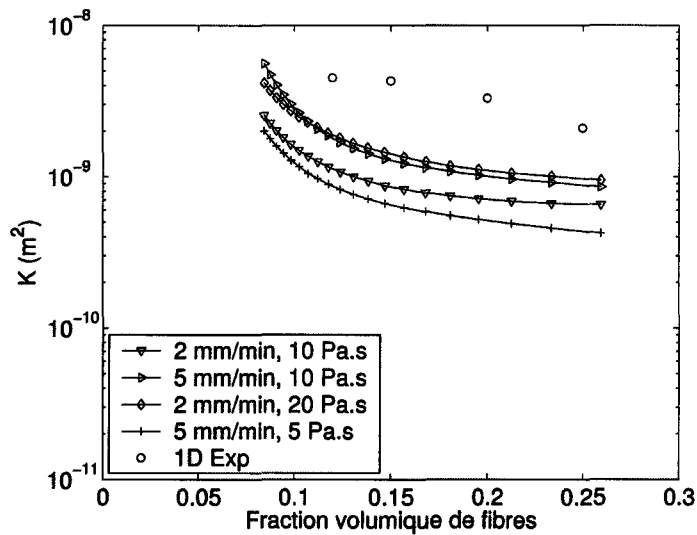 10⁻⁸
10⁻⁹
10⁻¹⁰
10⁻¹¹
K (m²)
2 mm/min, 10 Pa.s
5 mm/min, 10 Pa.s
2 mm/min, 20 Pa.s
5 mm/min, 5 Pa.s
1D Exp
0 0.05 0.1 0.15 0.2 0.25 0.3
Fraction volumique de fibres